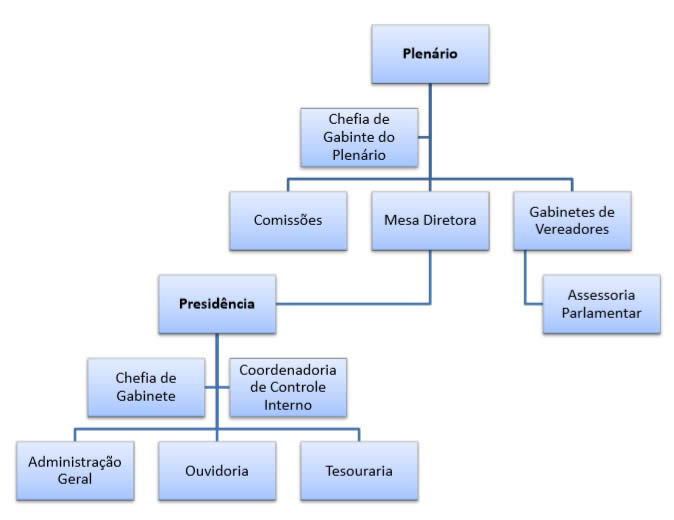 Plenário
Chefia de
Gabinte do
Plenário
Comissões
Mesa Diretora
Gabinetes de
Vereadores
Presidência
Assessoria
Parlamentar
Chefia de
Gabinete
Coordenadoria
de Controle
Interno
Administração
Geral
Ouvidoria
Tesouraria